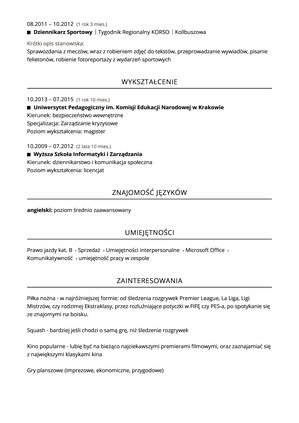 08.2011 – 10.2012 (1 rok 3 mies.)
Dziennikarz Sportowy | Tygodnik Regionalny KORSO | Kolbuszowa
Krótki opis stanowiska:
Sprawozdania z meczów, wraz z robieniem zdjęć do tekstów, przeprowadzanie wywiadów, pisanie
felietonów, robienie fotoreportaży z wydarzeń sportowych
WYKSZTAŁCENIE
10.2013 – 07.2015 (1 rok 10 mies.)
Uniwersytet Pedagogiczny im. Komisji Edukacji Narodowej w Krakowie
Kierunek: bezpieczeństwo wewnętrzne
Specjalizacja: Zarządzanie kryzysowe
Poziom wykształcenia: magister
10.2009 – 07.2012 (2 lata 10 mies.)
Wyższa Szkoła Informatyki i Zarządzania
Kierunek: dziennikarstwo i komunikacja społeczna
Poziom wykształcenia: licencjat
ZNAJOMOŚĆ JĘZYKÓW
angielski: poziom średnio zaawansowany
UMIEJĘTNOŚCI
Prawo jazdy kat. B - Sprzedaż - Umiejętności interpersonalne - Microsoft Office -
Komunikatywność - umiejętność pracy w zespole
ZAINTERESOWANIA
Piłka nożna - w najróżniejszej formie: od śledzenia rozgrywek Premier League, La Liga, Ligi
Mistrzów, czy rodzimej Ekstraklasy, przez rozluźniające potyczki w FIFĘ czy PES-a, po spotykanie się
ze znajomymi na boisku.
Squash - bardziej jeśli chodzi o samą grę, niż śledzenie rozgrywek
Kino popularne - lubię być na bieżąco najciekawszymi premierami filmowymi, oraz zaznajamiać się
z największymi klasykami kina
Gry planszowe (imprezowe, ekonomiczne, przygodowe)